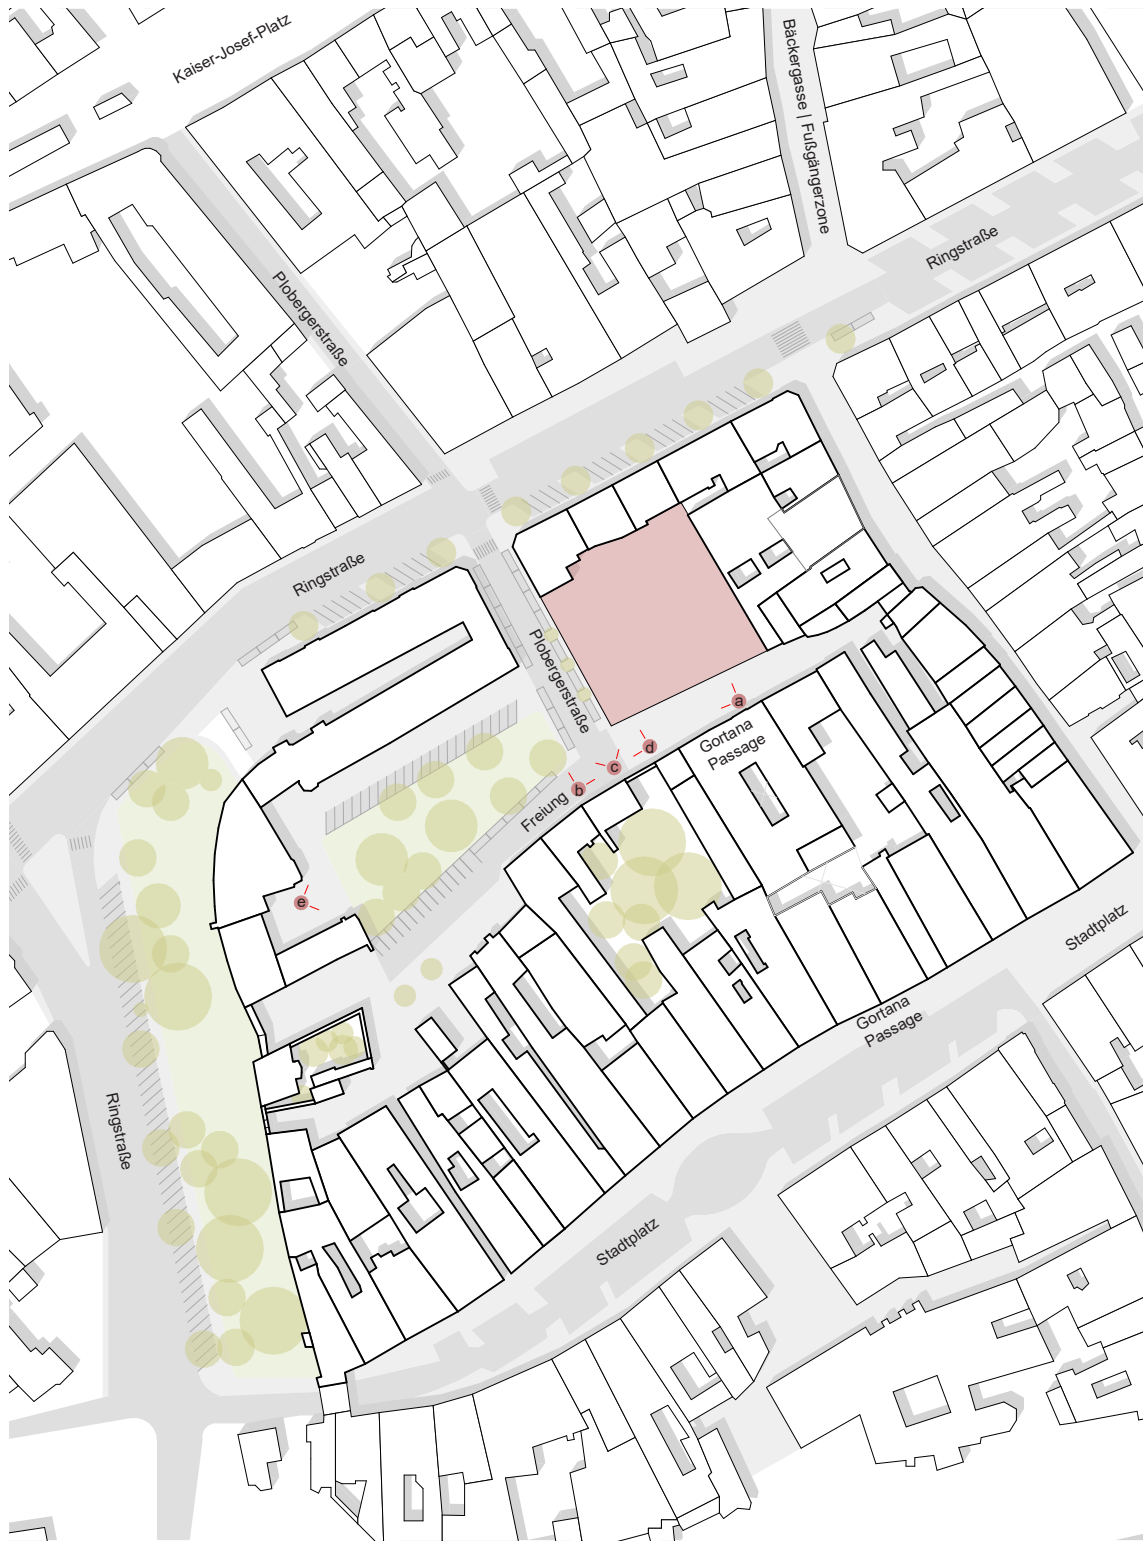 Kaiser-Josef-Platz
Bäckergasse | Fußgängerzone
Ringstraße
Plobergerstraße
Ringstraße
Plobergerstraße
a
Gortana
Passage
d
c
b
Freiung
e
Stadtplatz
Gortana
Passage
Ringstraße
Stadtplatz